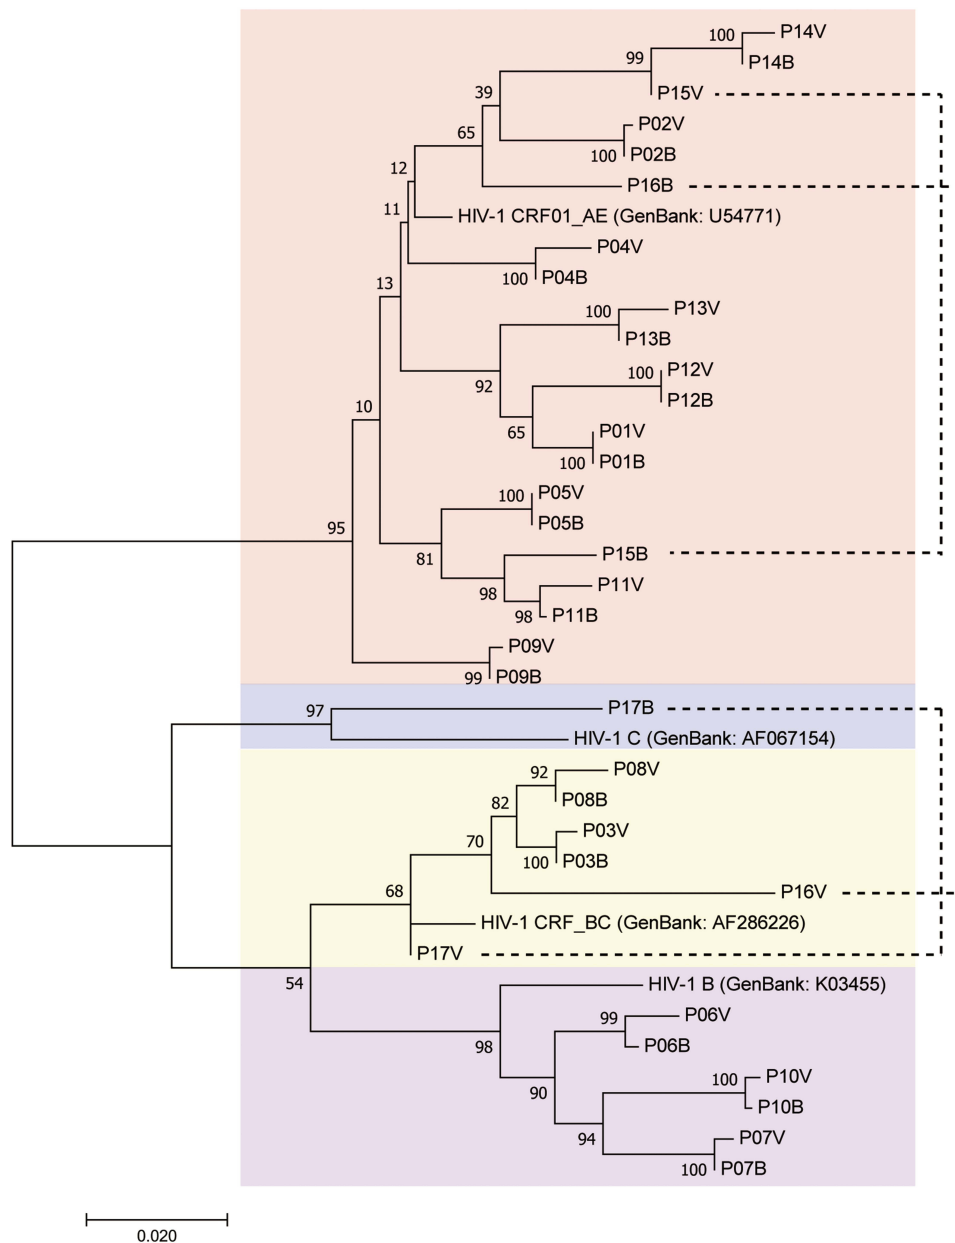 100
P14V
P14B
99
P15V
39
P02V
100
P02B
65
P16B
12
HIV-1 CRF01_AE (GenBank: U54771)
11
P04V
100
P04B
13
100
P13V
P13B
92
100
P12V
P12B
65
P01V
100
P01B
10
100
P05V
P05B
95
81
P15B
98
P11V
98
P11B
P09V
99
P09B
97
P17B
HIV-1 C (GenBank: AF067154)
92
P08V
P08B
82
P03V
100
P03B
70
P16V
68
HIV-1 CRF_BC (GenBank: AF286226)
P17V
54
HIV-1 B (GenBank: K03455)
98
99
P06V
P06B
90
100
P10V
P10B
94
P07V
100
P07B
0.020